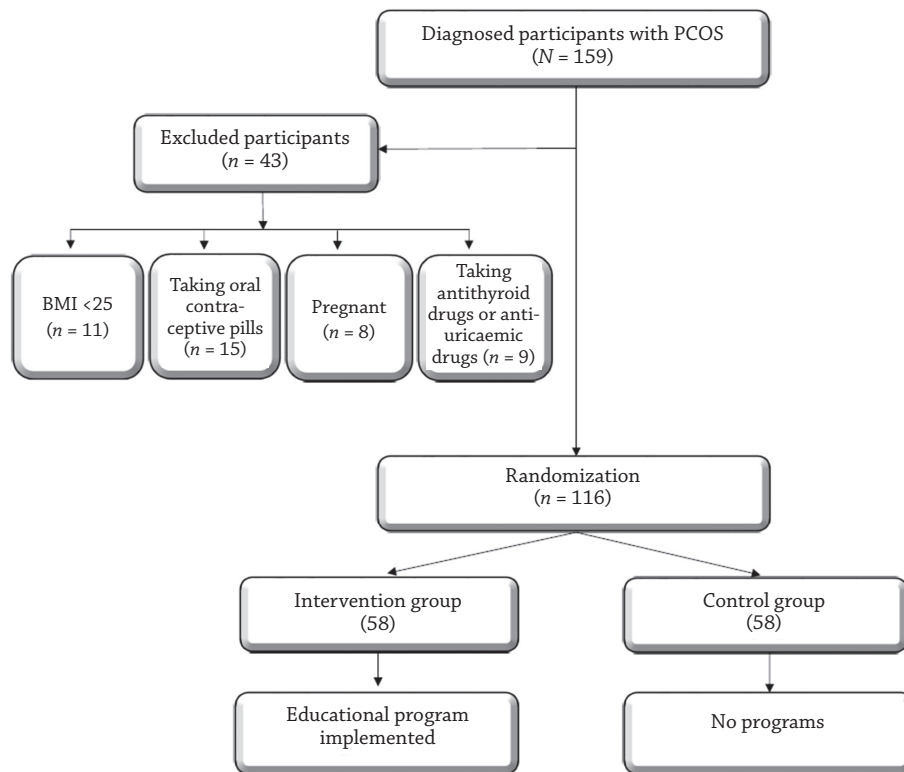 Diagnosed participants with PCOS
(N = 159)
Excluded participants
(n = 43)
BMI <25
(n = 11)
Taking oral
contra-
ceptive pills
(n = 15)
Pregnant
(n = 8)
Taking
antithyroid
drugs or anti-
uricaemic
drugs (n = 9)
Randomization
(n = 116)
Intervention group
(58)
Control group
(58)
Educational program
implemented
No programs